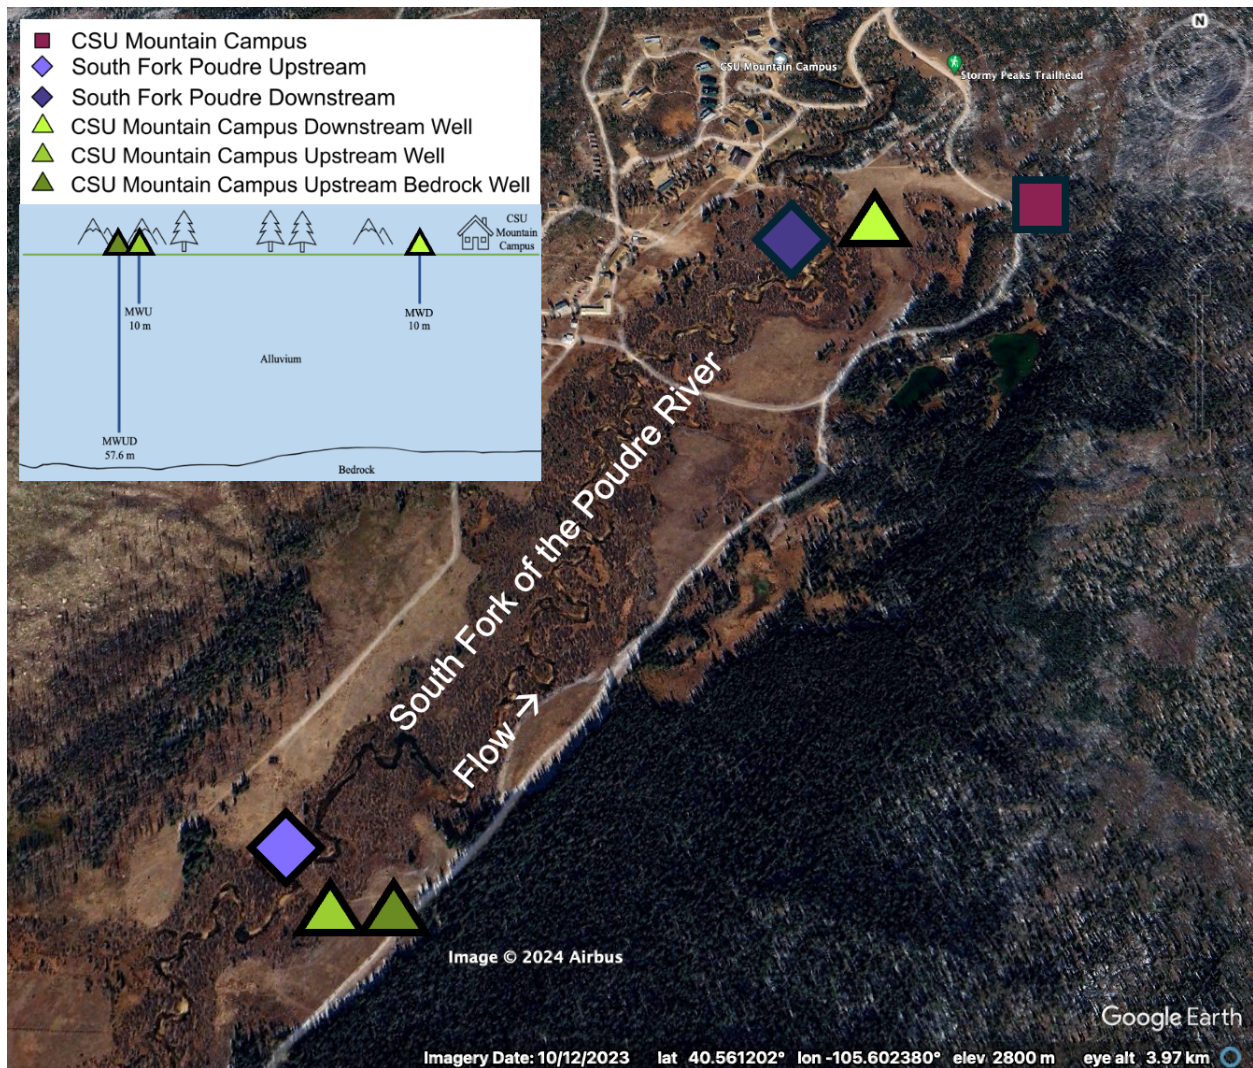 CSU Mountain Campus
South Fork Poudre Upstream
South Fork Poudre Downstream
CSU Mountain Campus Downstream Well
CSU Mountain Campus Upstream Well
CSU Mountain Campus Upstream Bedrock Well
CSU
Mountain
Campus
MWU
10 m
MWD
10 m
Alluvium
MWUD
57.6 m
Bedrock
N
CSU Mountain Campus
Stormy Peaks Trailhead
South Fork of the Poudre River
Flow →
Image © 2024 Airbus
Google Earth
Imagery Date: 10/12/2023 lat 40.561202° lon -105.602380° elev 2800 m eye alt 3.97 km